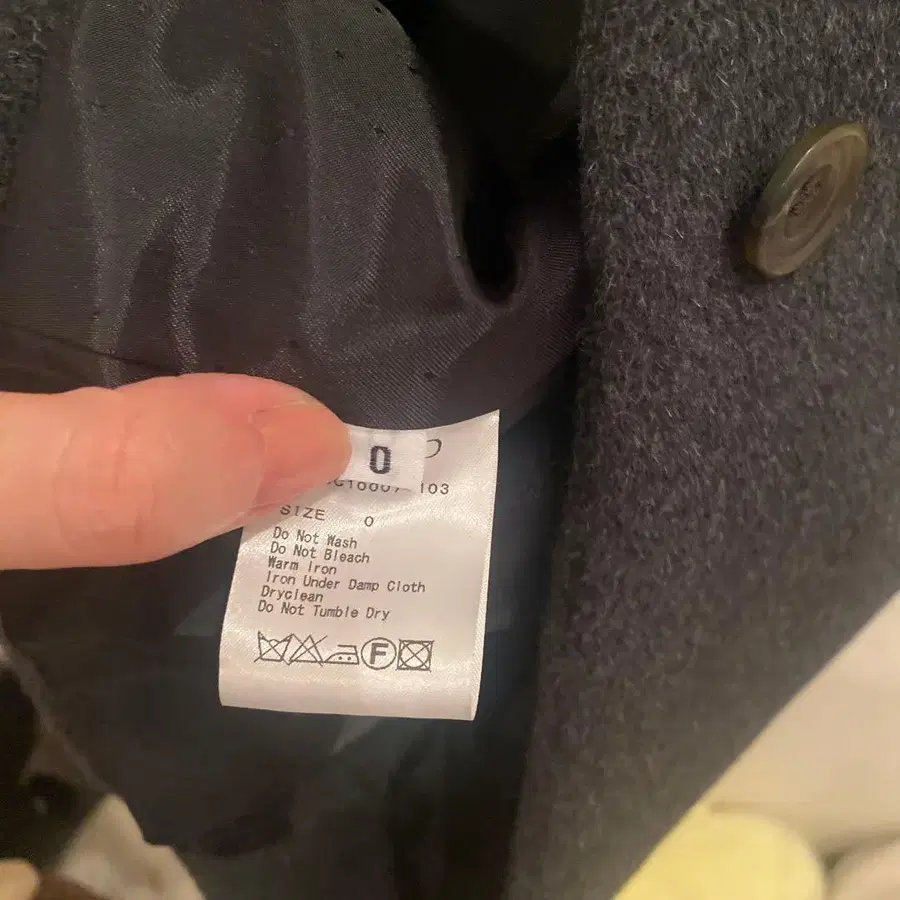 0
103
SIZE 0
Do Not Wash
Do Not Bleach
Warm Iron
Iron Under Damp Cloth
Dryclean
Do Not Tumble Dry
F